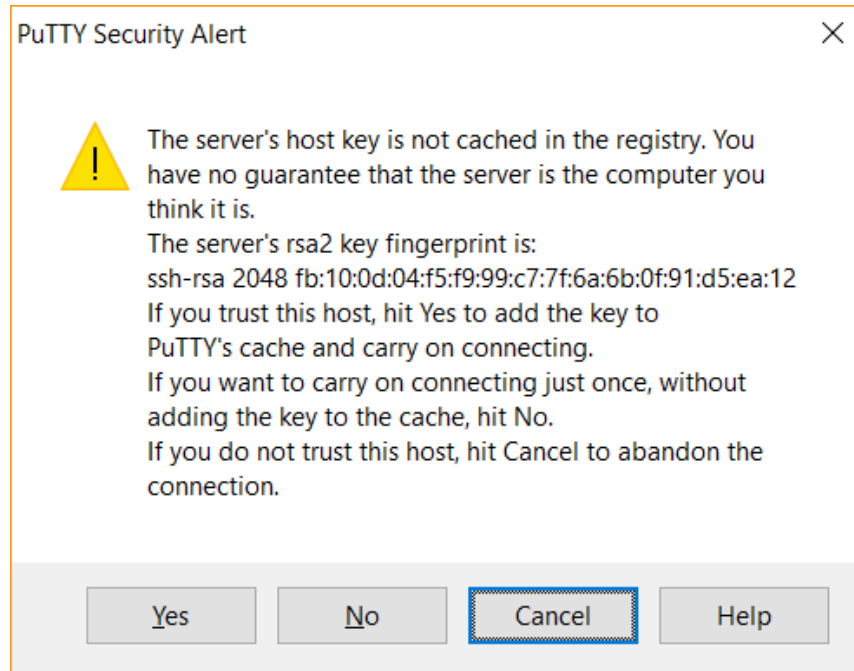 PuTTY Security Alert
The server's host key is not cached in the registry. You
have no guarantee that the server is the computer you
think it is.
The server's rsa2 key fingerprint is:
ssh-rsa 2048 fb:10:0d:04:f5:f9:99:c7:7f:6a:6b:0f:91:d5:ea:12
If you trust this host, hit Yes to add the key to
PuTTY's cache and carry on connecting.
If you want to carry on connecting just once, without
adding the key to the cache, hit No.
If you do not trust this host, hit Cancel to abandon the
connection.
Yes No Cancel Help